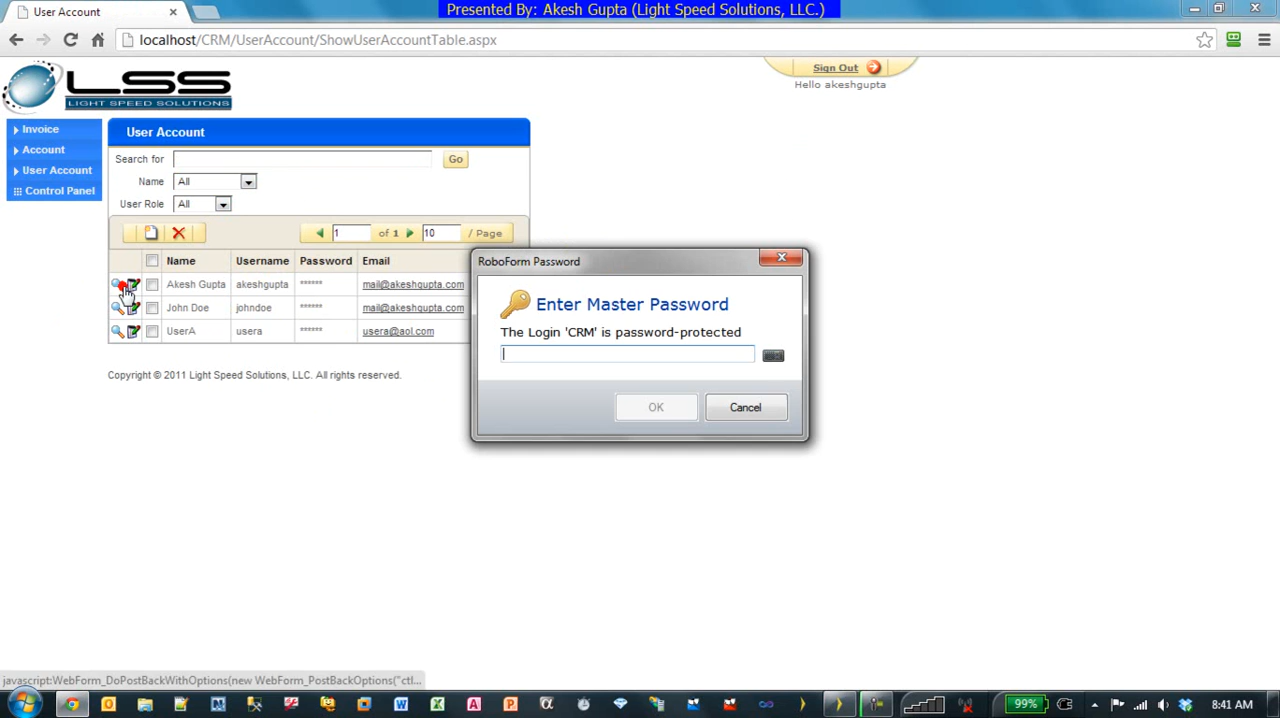 User Account
Presented By: Akesh Gupta (Light Speed Solutions, LLC.)
localhost/CRM/UserAccount/ShowUserAccountTable.aspx
LSS
LIGHT SPEED SOLUTIONS
Sign Out
Hello akeshgupta
Invoice
Account
User Account
Control Panel
User Account
Search for Go
Name All
User Role All
1 of 1 10 / Page
Name Username Password Email
Akesh Gupta akeshgupta ****** mail@akeshgupta.com
John Doe johndoe ****** mail@akeshgupta.com
UserA usera ****** usera@aol.com
Copyright © 2011 Light Speed Solutions, LLC. All rights reserved.
RoboForm Password
Enter Master Password
The Login 'CRM' is password-protected
OK Cancel
javascript:WebForm_DoPostBackWithOptions(new WebForm_PostBackOptions("ctl...
99% 8:41 AM